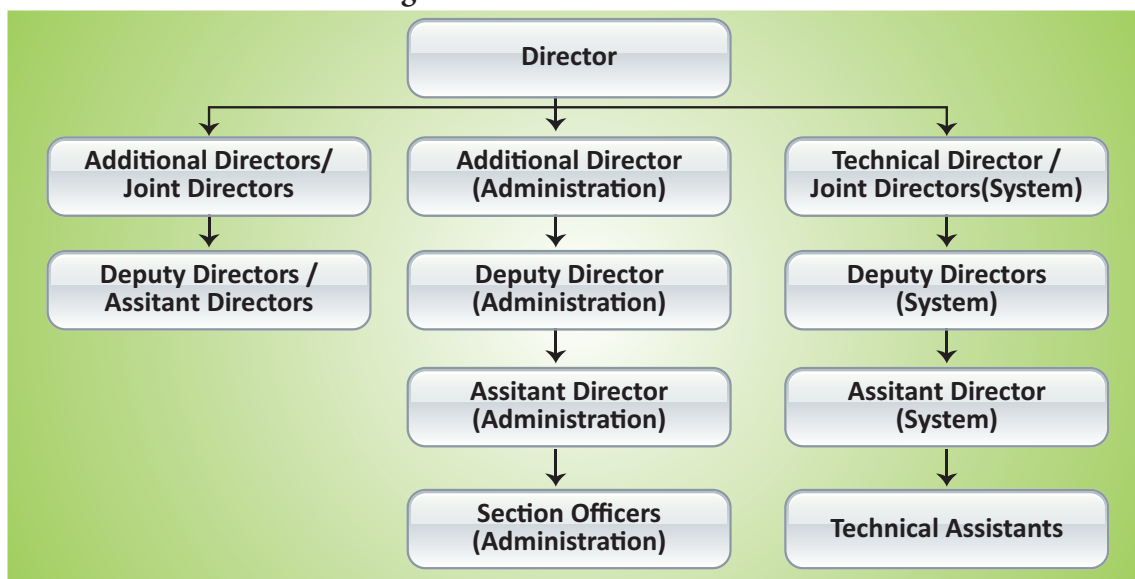 Director
Additional Directors/
Joint Directors
Additional Director
(Administration)
Technical Director /
Joint Directors(System)
Deputy Directors /
Assitant Directors
Deputy Director
(Administration)
Deputy Directors
(System)
Assitant Director
(Administration)
Assitant Director
(System)
Section Officers
(Administration)
Technical Assistants